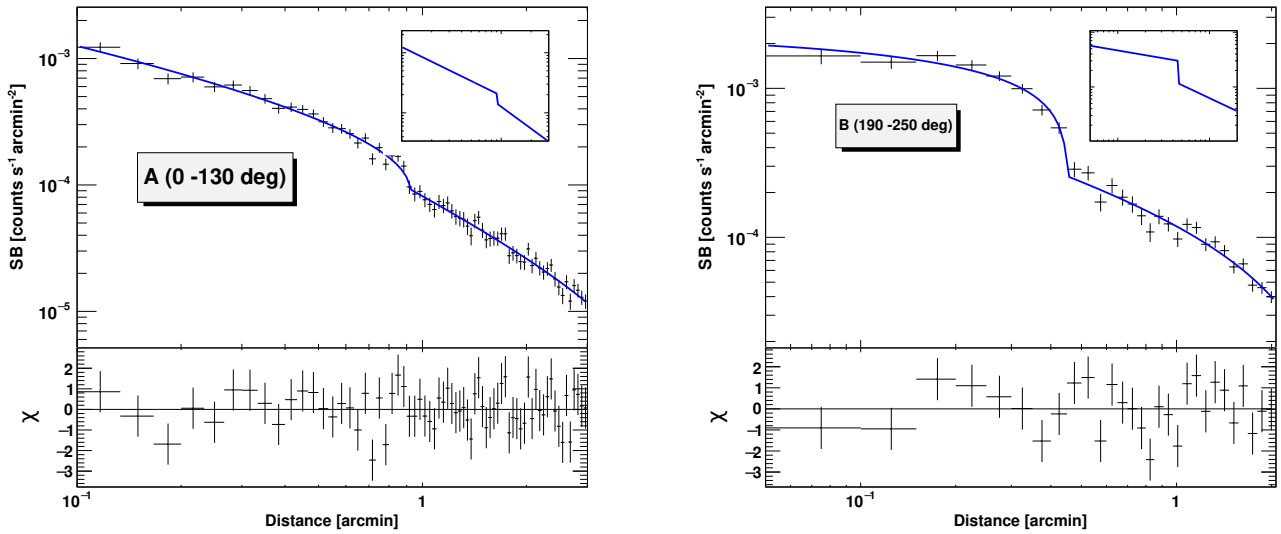 SB [counts s⁻¹ arcmin⁻²]
10⁻³
10⁻⁴
10⁻⁵
A (0 -130 deg)
χ
2
1
0
−1
−2
−3
10⁻¹
1
Distance [arcmin]
SB [counts s⁻¹ arcmin⁻²]
10⁻³
10⁻⁴
B (190 -250 deg)
χ
2
1
0
−1
−2
−3
10⁻¹
1
Distance [arcmin]